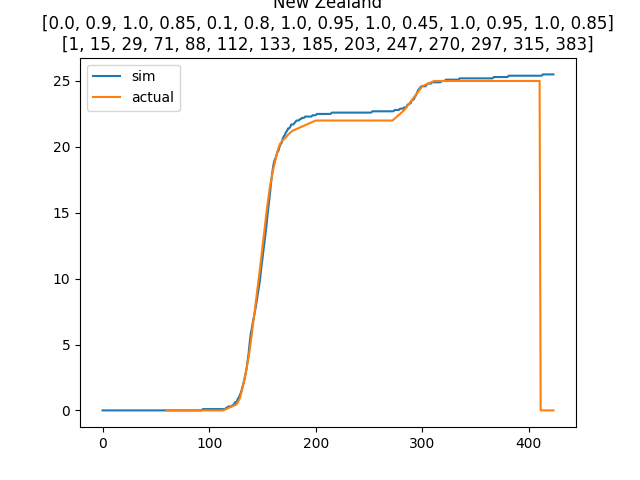 New Zealand
[0.0, 0.9, 1.0, 0.85, 0.1, 0.8, 1.0, 0.95, 1.0, 0.45, 1.0, 0.95, 1.0, 0.85]
[1, 15, 29, 71, 88, 112, 133, 185, 203, 247, 270, 297, 315, 383]
sim
actual
25
20
15
10
5
0
0 100 200 300 400